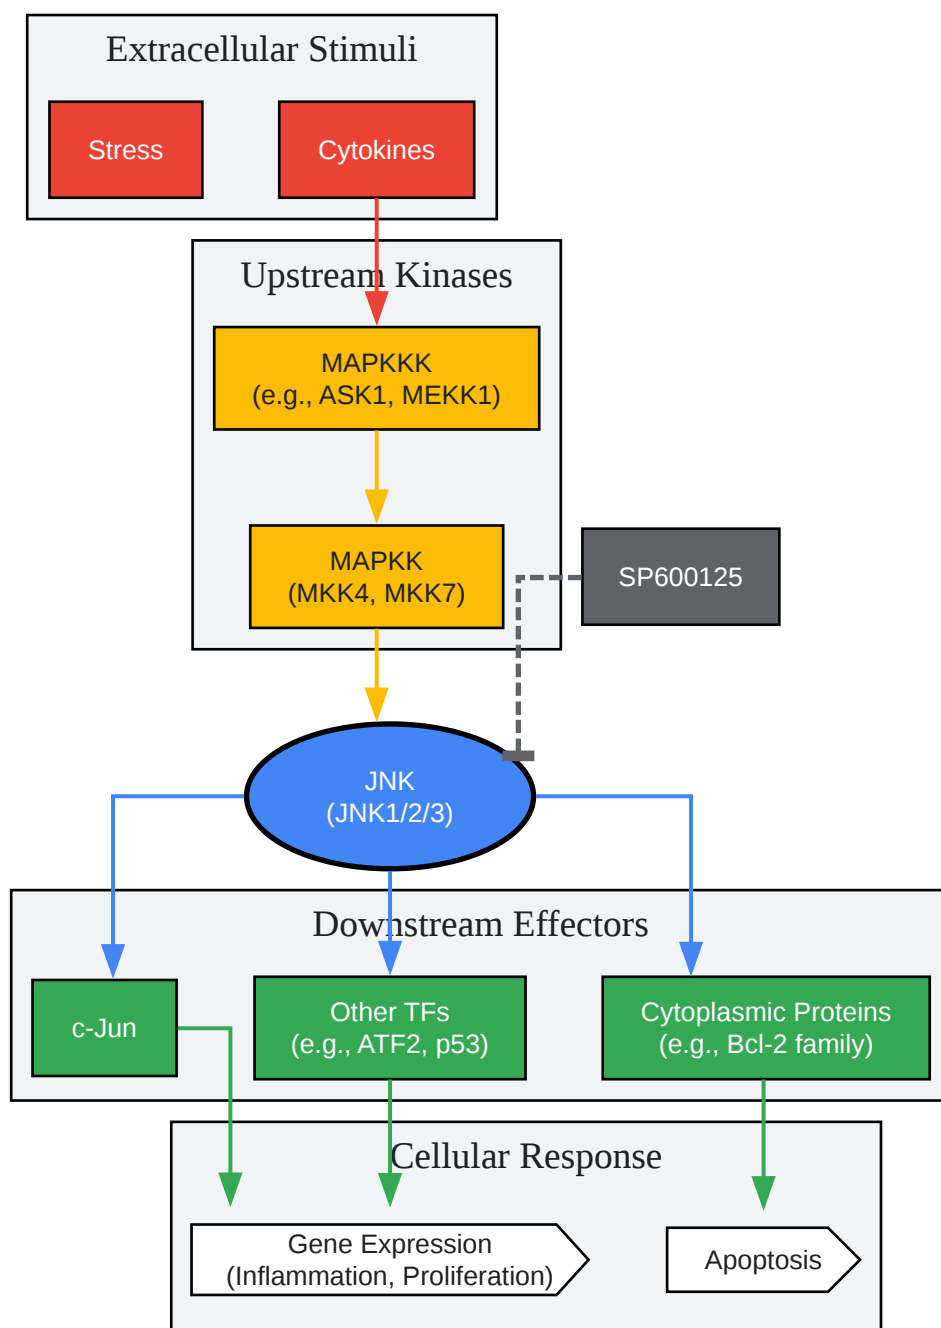 Extracellular Stimuli
Stress
Cytokines
Upstream Kinases
MAPKKK
(e.g., ASK1, MEKK1)
MAPKK
(MKK4, MKK7)
SP600125
JNK
(JNK1/2/3)
Downstream Effectors
c-Jun
Other TFs
(e.g., ATF2, p53)
Cytoplasmic Proteins
(e.g., Bcl-2 family)
Cellular Response
Gene Expression
(Inflammation, Proliferation)
Apoptosis